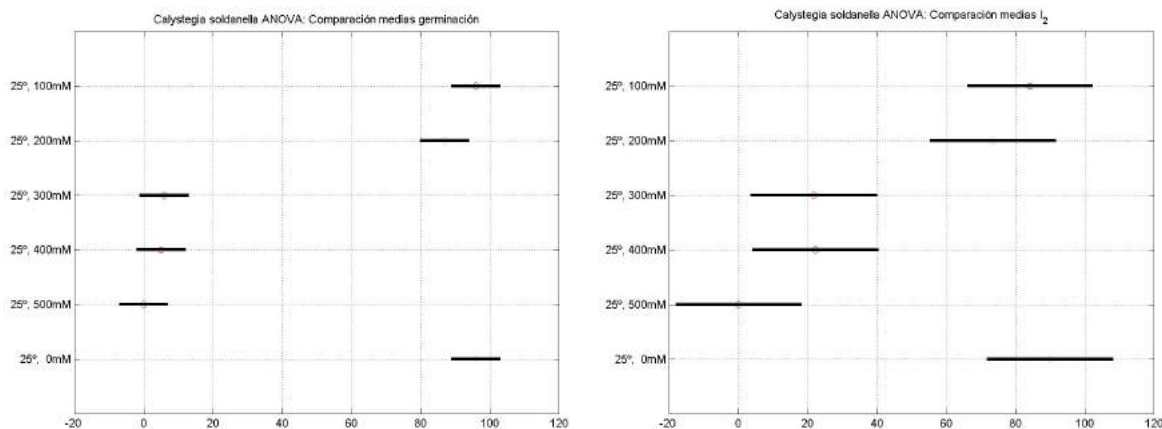 Calystegia soldanella ANOVA: Comparación medias germinación
25º, 100mM
25º, 200mM
25º, 300mM
25º, 400mM
25º, 500mM
25º, 0mM
-20 0 20 40 60 80 100 120
Calystegia soldanella ANOVA: Comparación medias I2
25º, 100mM
25º, 200mM
25º, 300mM
25º, 400mM
25º, 500mM
25º, 0mM
-20 0 20 40 60 80 100 120